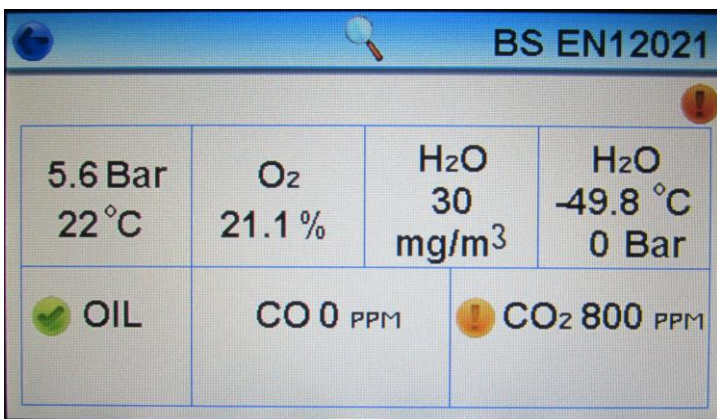 BS EN12021
5.6 Bar
22 °C
O₂
21.1 %
H₂O
30
mg/m³
H₂O
-49.8 °C
0 Bar
OIL
CO 0 PPM
CO₂ 800 PPM